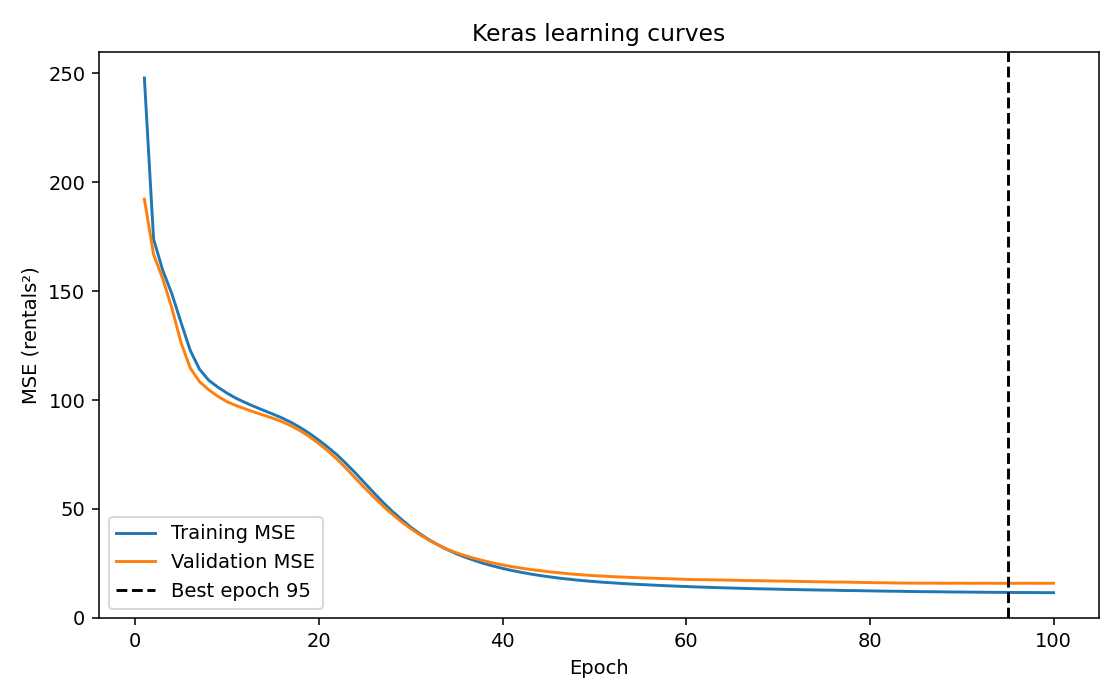 Keras learning curves
MSE (rentals²)
250
200
150
100
50
0
Training MSE
Validation MSE
Best epoch 95
0 20 40 60 80 100
Epoch